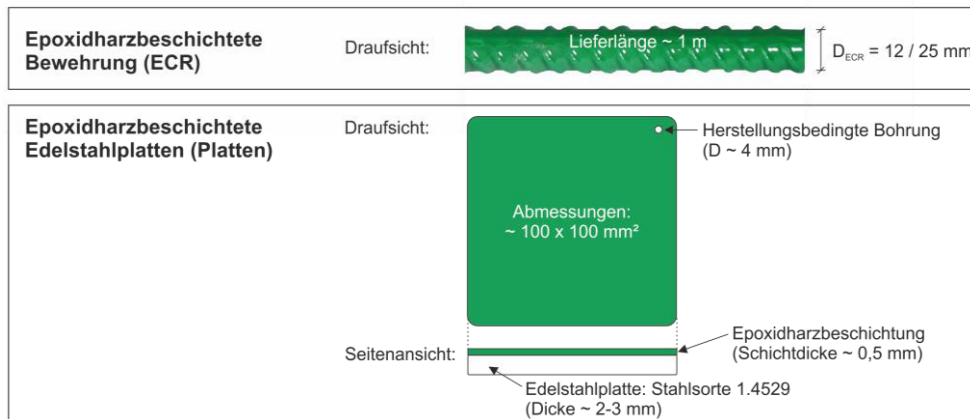 Epoxidharzbeschichtete
Bewehrung (ECR)
Draufsicht:
Lieferlänge ~ 1 m
D_ECR = 12 / 25 mm
Epoxidharzbeschichtete
Edelstahlplatten (Platten)
Draufsicht:
Herstellungsbedingte Bohrung
(D ~ 4 mm)
Abmessungen:
~ 100 x 100 mm²
Seitenansicht:
Epoxidharzbeschichtung
(Schichtdicke ~ 0,5 mm)
Edelstahlplatte: Stahlsorte 1.4529
(Dicke ~ 2-3 mm)